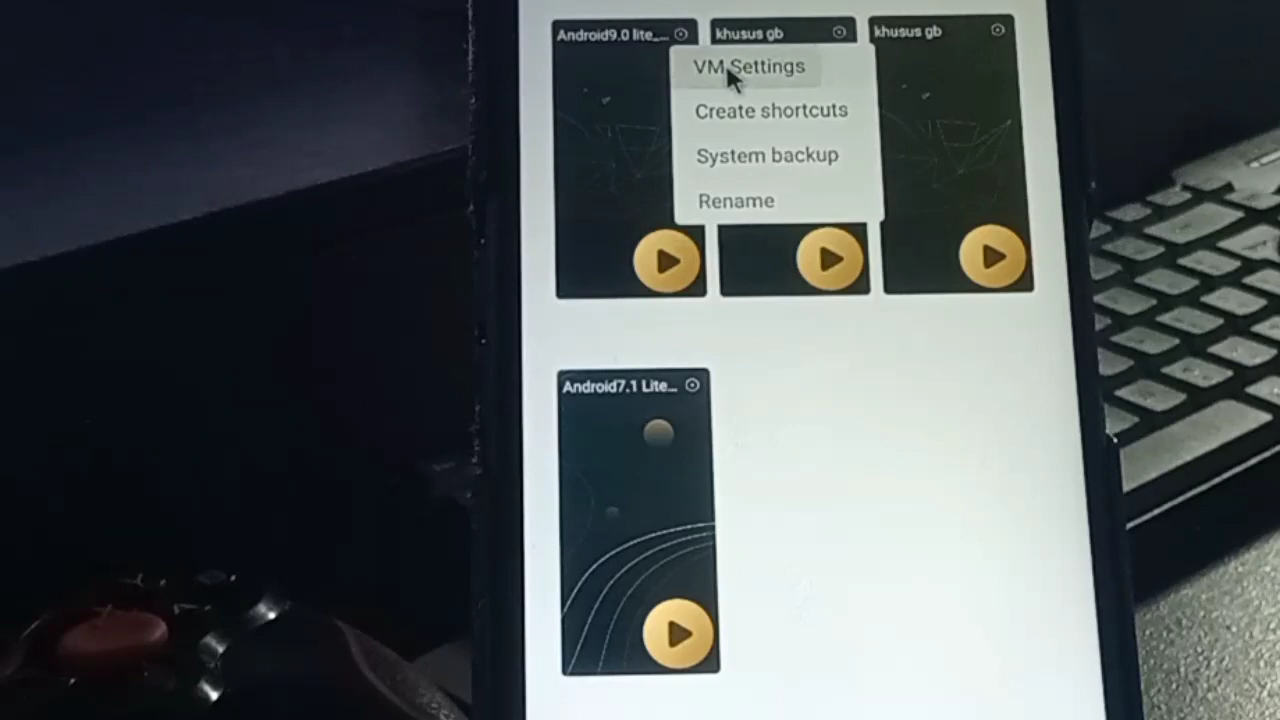 Android9.0 lite_...
khusus gb
khusus gb
VM Settings
Create shortcuts
System backup
Rename
Android7.1 Lite...